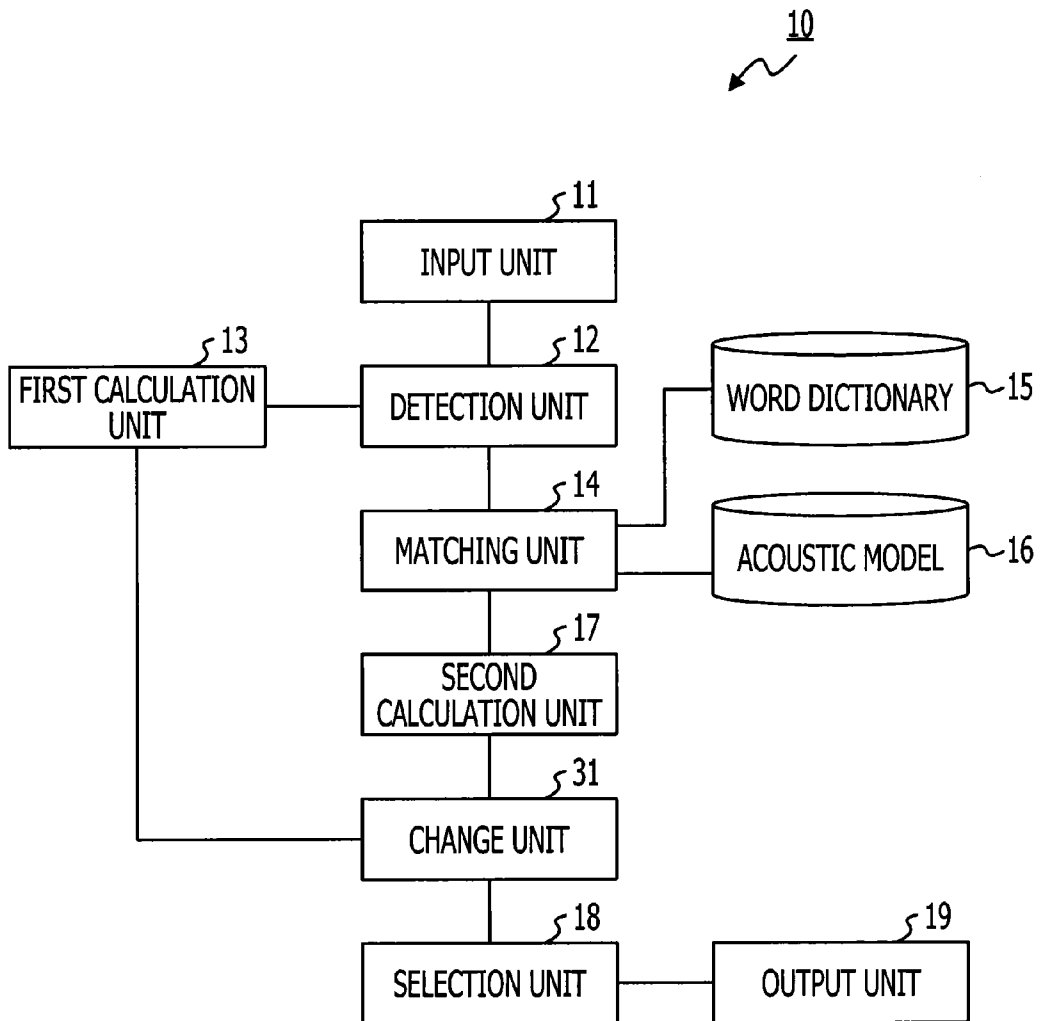 10
11
INPUT UNIT
13
FIRST CALCULATION
UNIT
12
DETECTION UNIT
WORD DICTIONARY
15
14
MATCHING UNIT
ACOUSTIC MODEL
16
17
SECOND
CALCULATION UNIT
31
CHANGE UNIT
18
SELECTION UNIT
19
OUTPUT UNIT